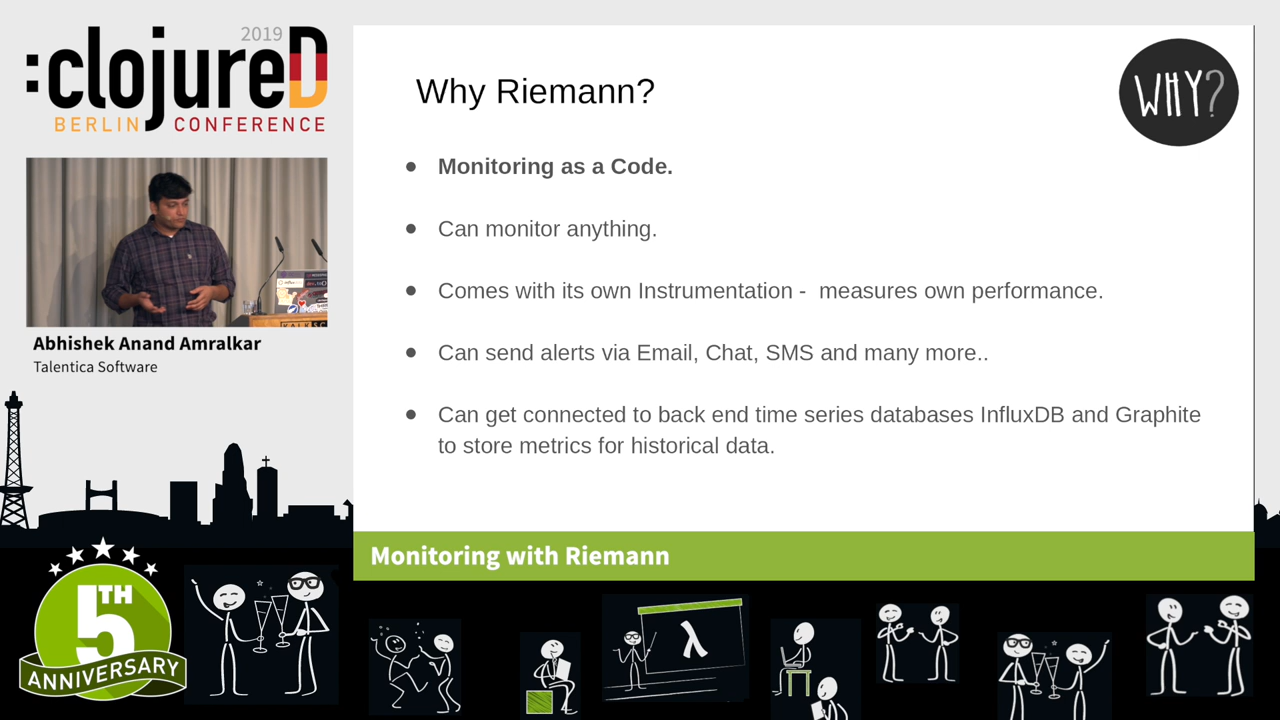 2019
:clojureD
BERLIN CONFERENCE
Abhishek Anand Amralkar
Talentica Software
Why Riemann?
WHY?
● Monitoring as a Code.
● Can monitor anything.
● Comes with its own Instrumentation -  measures own performance.
● Can send alerts via Email, Chat, SMS and many more..
● Can get connected to back end time series databases InfluxDB and Graphite
to store metrics for historical data.
Monitoring with Riemann
5TH
ANNIVERSARY
λ